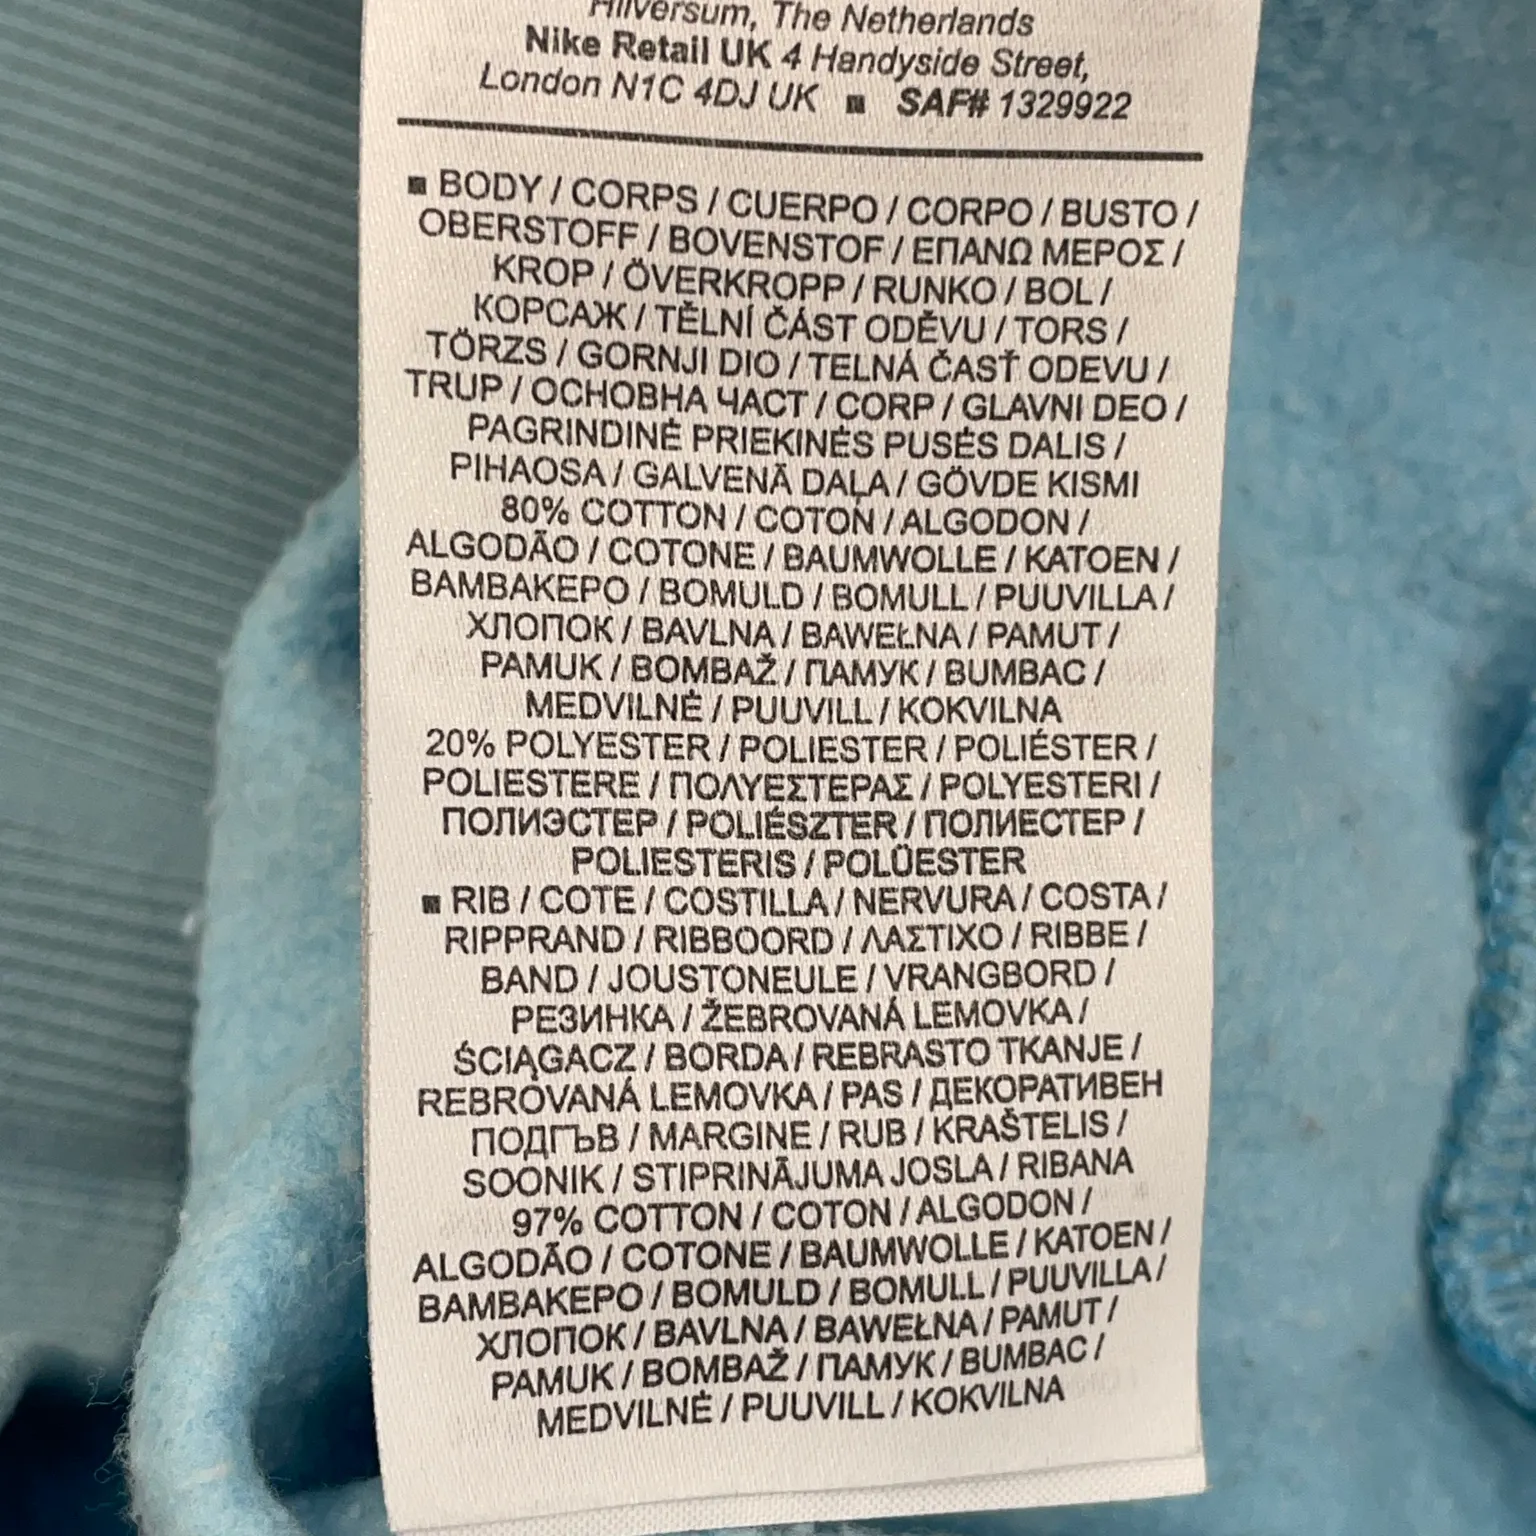 Hilversum, The Netherlands
Nike Retail UK 4 Handyside Street,
London N1C 4DJ UK ■ SAF# 1329922
■ BODY / CORPS / CUERPO / CORPO / BUSTO /
OBERSTOFF / BOVENSTOF / ΕΠΑΝΩ ΜΕΡΟΣ /
KROP / ÖVERKROPP / RUNKO / BOL /
КОРСАЖ / TĚLNÍ ČÁST ODĚVU / TORS /
TÖRZS / GORNJI DIO / TELNÁ ČASŤ ODEVU /
TRUP / ОСНОВНА ЧАСТ / CORP / GLAVNI DEO /
PAGRINDINĖ PRIEKINĖS PUSĖS DALIS /
PIHAOSA / GALVENĀ DAĻA / GÖVDE KISMI
80% COTTON / COTON / ALGODON /
ALGODÃO / COTONE / BAUMWOLLE / KATOEN /
ΒΑΜΒΑΚΕΡΟ / BOMULD / BOMULL / PUUVILLA /
ХЛОПОК / BAVLNA / BAWEŁNA / PAMUT /
PAMUK / BOMBAŽ / ПАМУК / BUMBAC /
MEDVILNĖ / PUUVILL / KOKVILNA
20% POLYESTER / POLIESTER / POLIÉSTER /
POLIESTERE / ΠΟΛΥΕΣΤΕΡΑΣ / POLYESTERI /
ПОЛИЭСТЕР / POLIÉSZTER / ПОЛИЕСТЕР /
POLIESTERIS / POLÜESTER
■ RIB / COTE / COSTILLA / NERVURA / COSTA /
RIPPRAND / RIBBOORD / ΛΑΣΤΙΧΟ / RIBBE /
BAND / JOUSTONEULE / VRANGBORD /
РЕЗИНКА / ŽEBROVANÁ LEMOVKA /
ŚCIĄGACZ / BORDA / REBRASTO TKANJE /
REBROVANÁ LEMOVKA / PAS / ДЕКОРАТИВЕН
ПОДГЪВ / MARGINE / RUB / KRAŠTELIS /
SOONIK / STIPRINĀJUMA JOSLA / RIBANA
97% COTTON / COTON / ALGODON /
ALGODÃO / COTONE / BAUMWOLLE / KATOEN /
ΒΑΜΒΑΚΕΡΟ / BOMULD / BOMULL / PUUVILLA /
ХЛОПОК / BAVLNA / BAWEŁNA / PAMUT /
PAMUK / BOMBAŽ / ПАМУК / BUMBAC /
MEDVILNĖ / PUUVILL / KOKVILNA